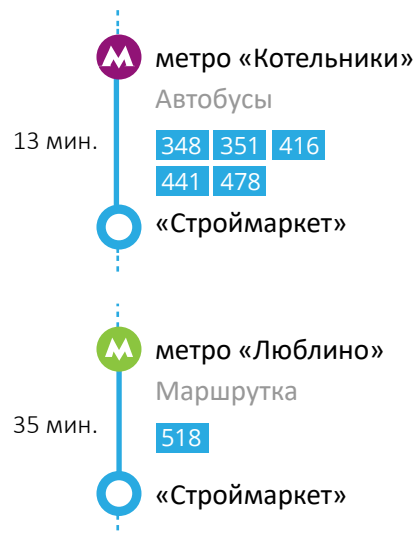 метро «Котельники»
Автобусы
13 мин.
348 351 416
441 478
«Строймаркет»
метро «Люблино»
Маршрутка
35 мин.
518
«Строймаркет»